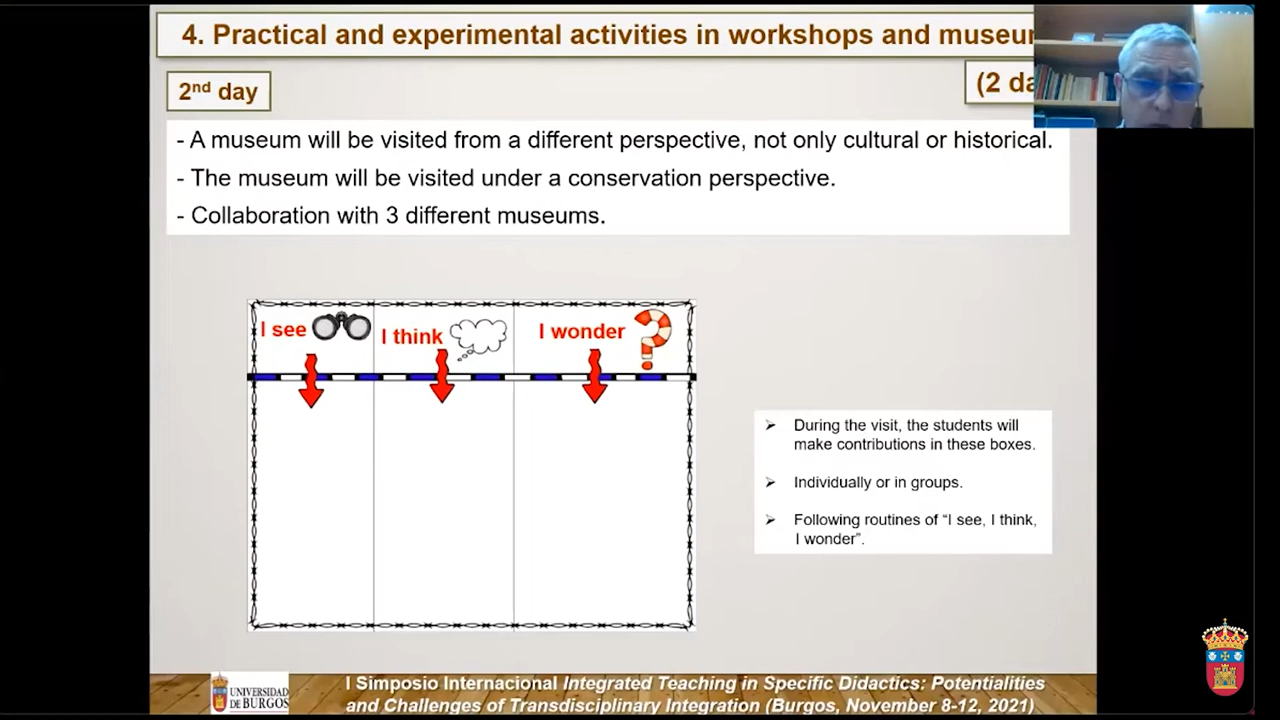 4. Practical and experimental activities in workshops and
2nd day
(2
- A museum will be visited from a different perspective, not only cultural or historical.
- The museum will be visited under a conservation perspective.
- Collaboration with 3 different museums.
I see
I think
I wonder
?
➢ During the visit, the students will
make contributions in these boxes.
➢ Individually or in groups.
➢ Following routines of “I see, I think,
I wonder”.
UNIVERSIDAD
DE BURGOS
I Simposio Internacional Integrated Teaching in Specific Didactics: Potentialities
and Challenges of Transdisciplinary Integration (Burgos, November 8-12, 2021)